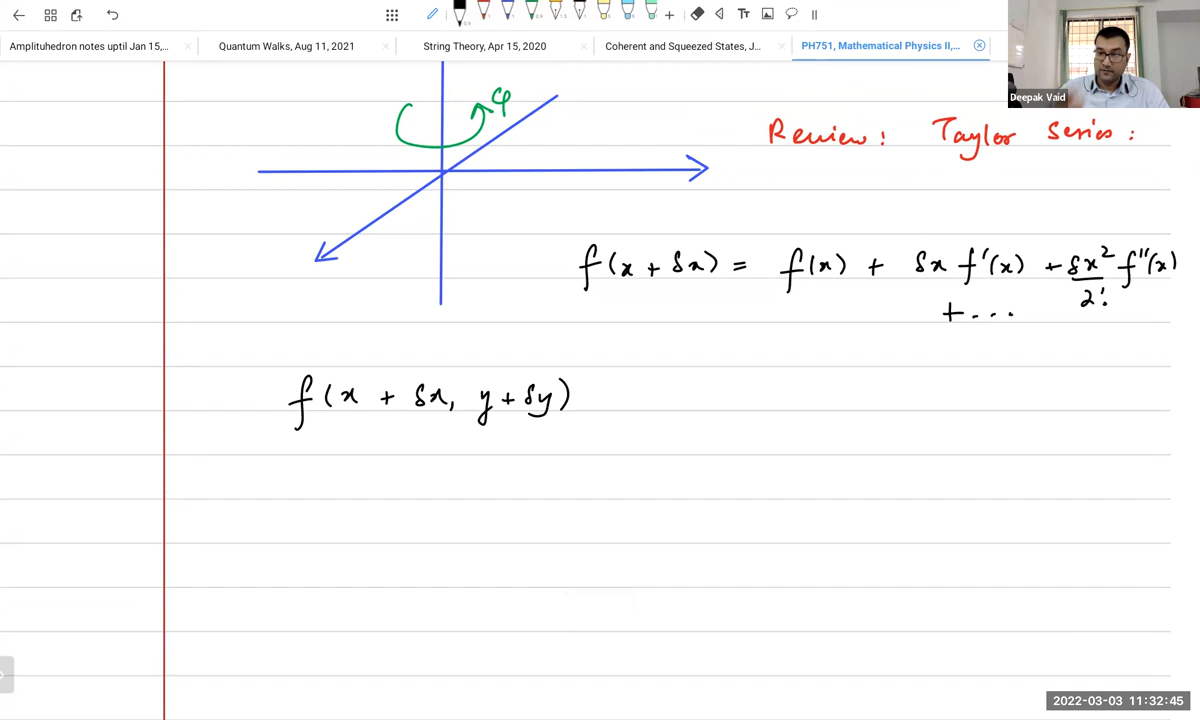 Amplituhedron notes uptil Jan 15,...
Quantum Walks, Aug 11, 2021
String Theory, Apr 15, 2020
Coherent and Squeezed States, J...
PH751, Mathematical Physics II,...
Deepak Vaid
φ
Review: Taylor Series:
f(x + δx) = f(x) + δx f'(x) + δx²/2! f''(x)
+ ...
f(x + δx, y + δy)
2022-03-03 11:32:45